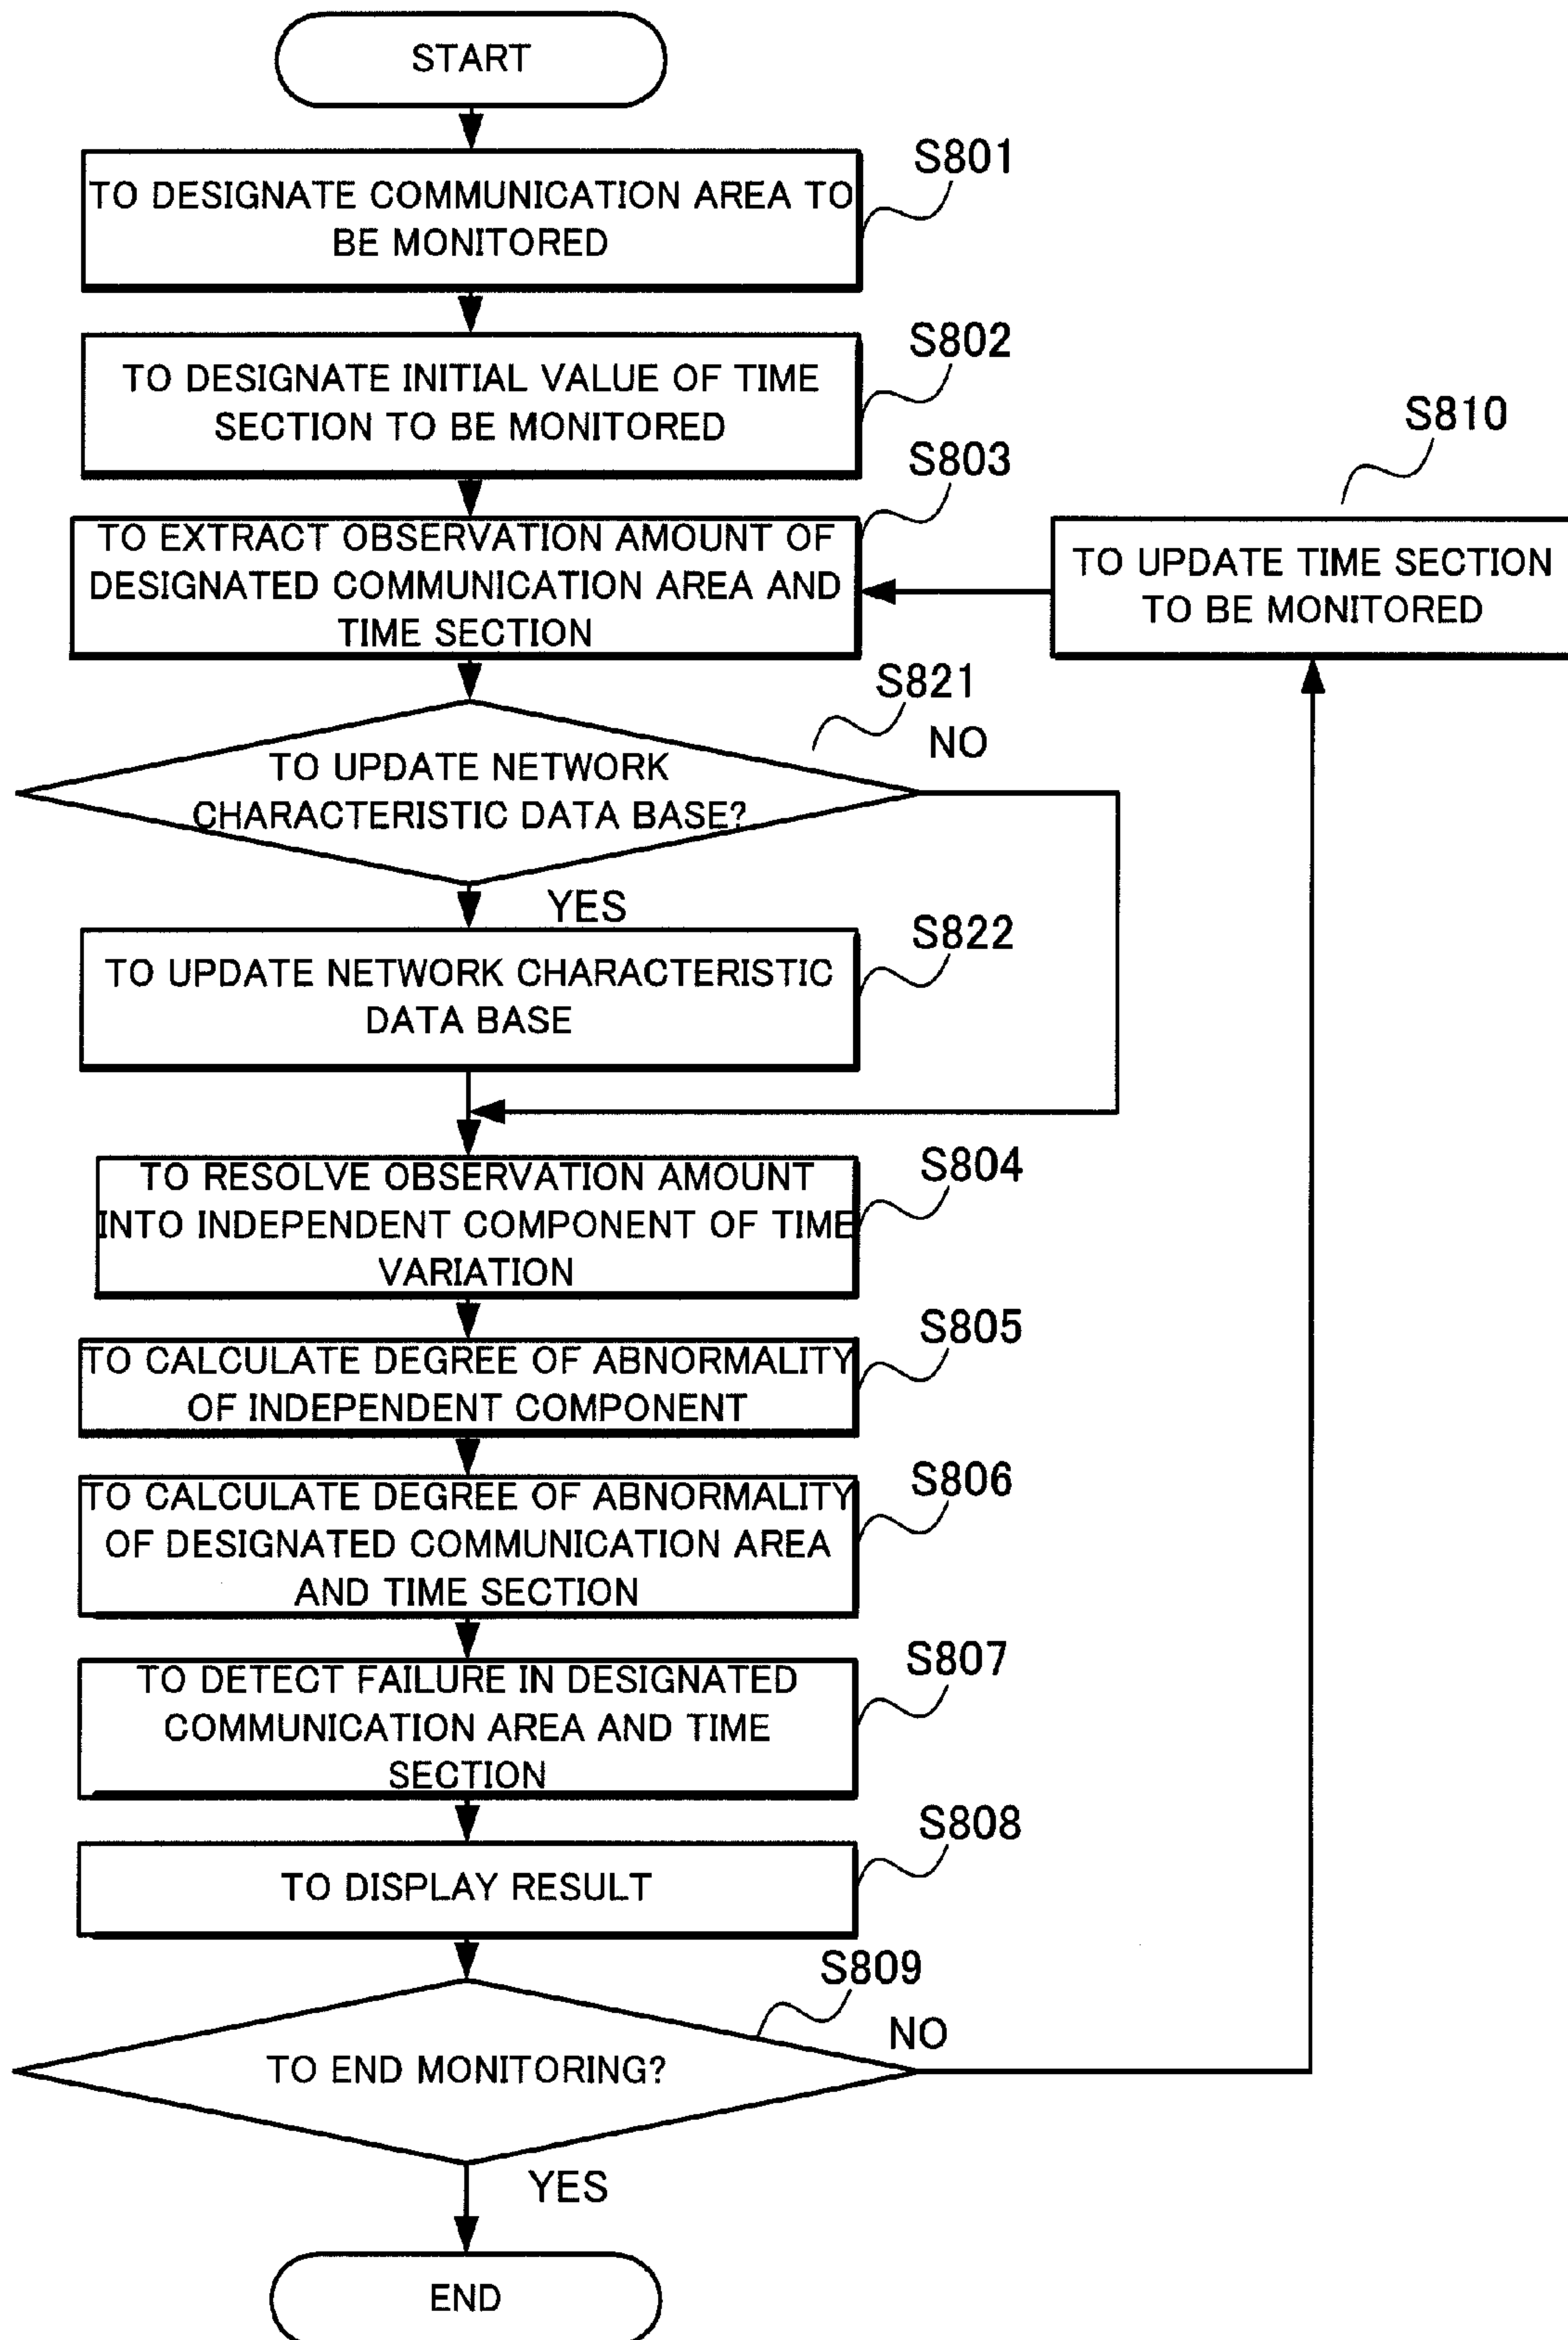 START
S801
TO DESIGNATE COMMUNICATION AREA TO
BE MONITORED
S802
TO DESIGNATE INITIAL VALUE OF TIME
SECTION TO BE MONITORED
S803
TO EXTRACT OBSERVATION AMOUNT OF
DESIGNATED COMMUNICATION AREA AND
TIME SECTION
S810
TO UPDATE TIME SECTION
TO BE MONITORED
S821
NO
TO UPDATE NETWORK
CHARACTERISTIC DATA BASE?
YES
S822
TO UPDATE NETWORK CHARACTERISTIC
DATA BASE
S804
TO RESOLVE OBSERVATION AMOUNT
INTO INDEPENDENT COMPONENT OF TIME
VARIATION
S805
TO CALCULATE DEGREE OF ABNORMALITY
OF INDEPENDENT COMPONENT
S806
TO CALCULATE DEGREE OF ABNORMALITY
OF DESIGNATED COMMUNICATION AREA
AND TIME SECTION
S807
TO DETECT FAILURE IN DESIGNATED
COMMUNICATION AREA AND TIME
SECTION
S808
TO DISPLAY RESULT
S809
NO
TO END MONITORING?
YES
END